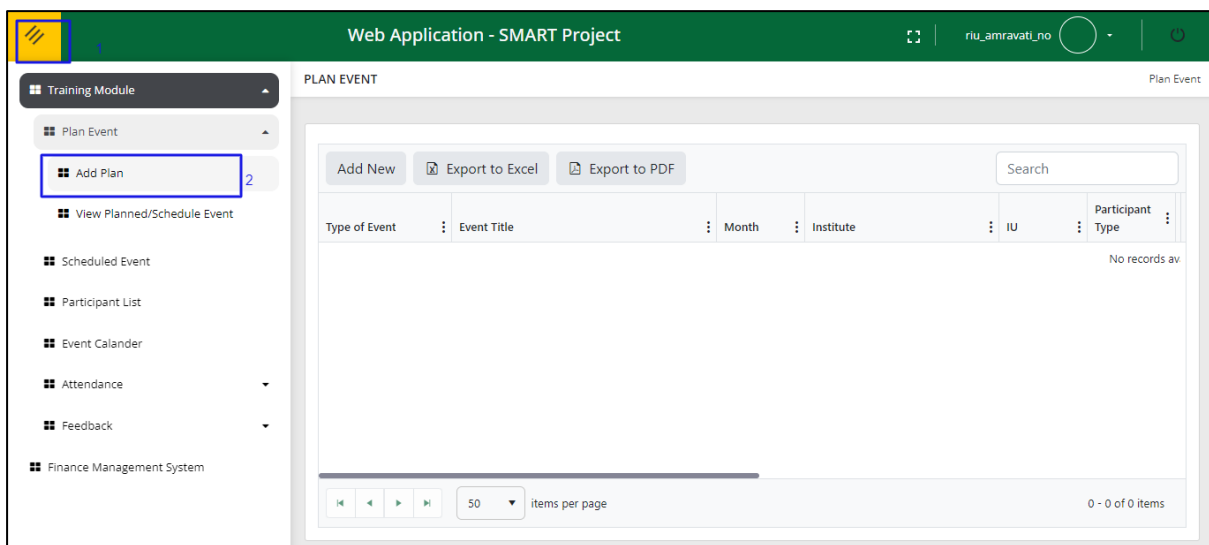 1
Web Application - SMART Project
riu_amravati_no
Training Module
Plan Event
Add Plan
2
View Planned/Schedule Event
Scheduled Event
Participant List
Event Calander
Attendance
Feedback
Finance Management System
PLAN EVENT
Plan Event
Add New
Export to Excel
Export to PDF
Search
Type of Event
Event Title
Month
Institute
IU
Participant
Type
No records av
50
items per page
0 - 0 of 0 items